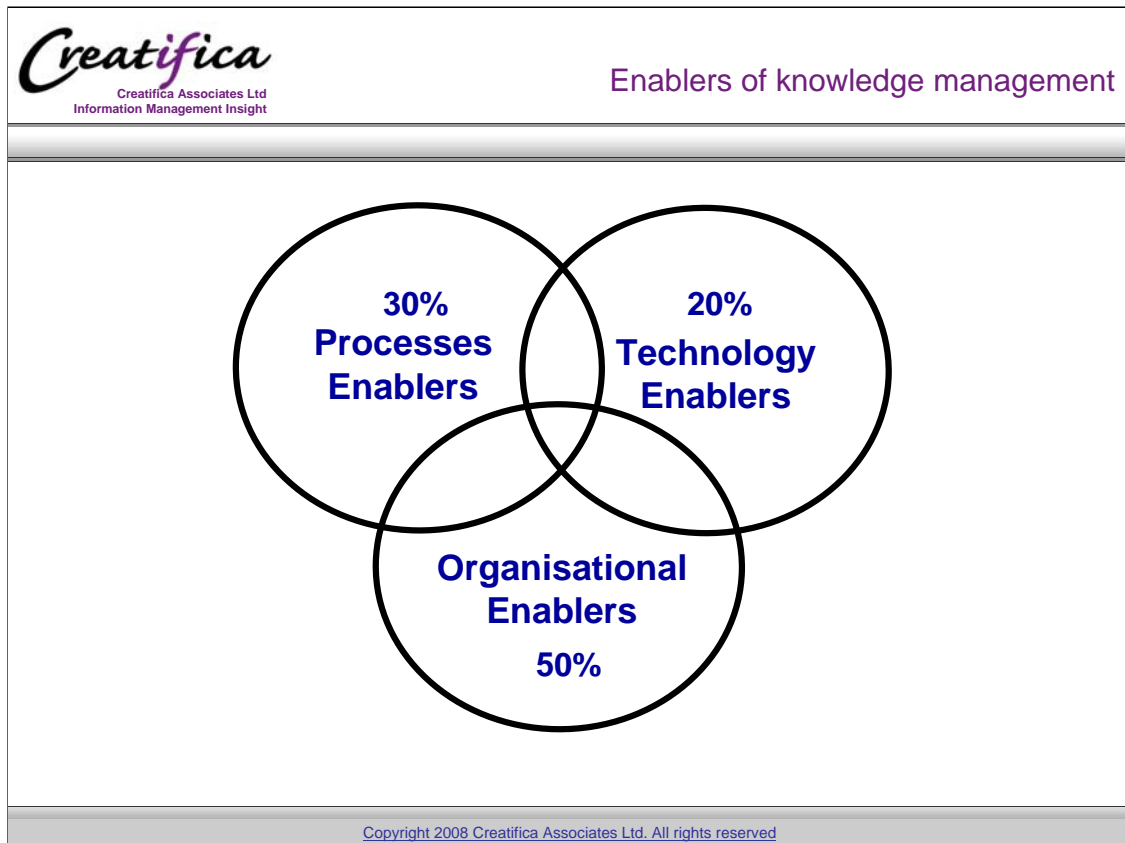 Creatifica
Creatifica Associates Ltd
Information Management Insight
Enablers of knowledge management
30%
Processes
Enablers
20%
Technology
Enablers
Organisational
Enablers
50%
Copyright 2008 Creatifica Associates Ltd. All rights reserved